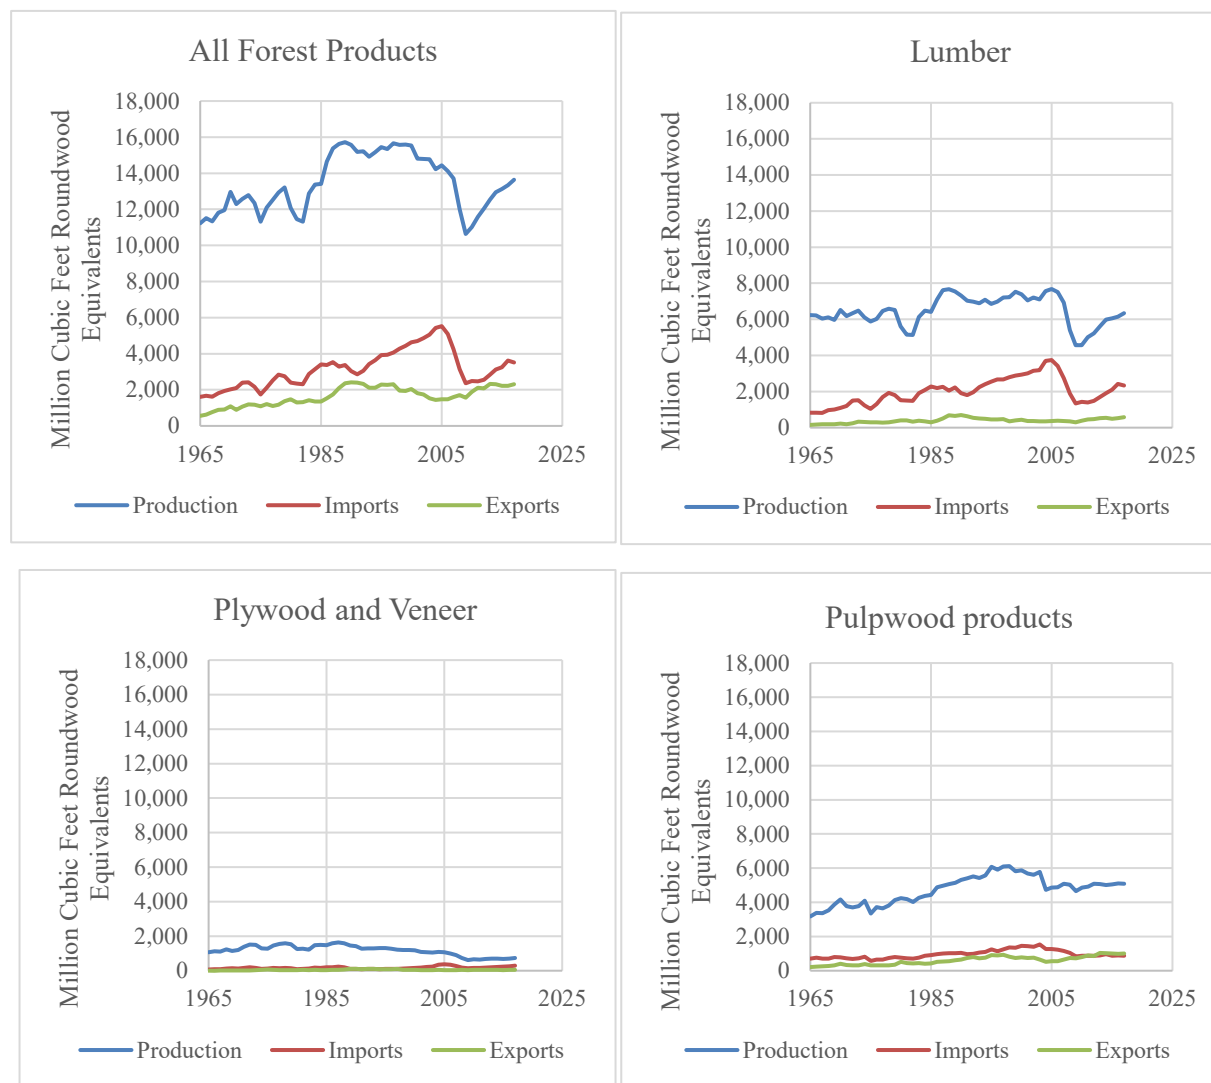 All Forest Products
Million Cubic Feet Roundwood
Equivalents
18,000
16,000
14,000
12,000
10,000
8,000
6,000
4,000
2,000
0
1965 1985 2005 2025
Production Imports Exports
Lumber
Million Cubic Feet Roundwood
Equivalents
18,000
16,000
14,000
12,000
10,000
8,000
6,000
4,000
2,000
0
1965 1985 2005 2025
Production Imports Exports
Plywood and Veneer
Million Cubic Feet Roundwood
Equivalents
18,000
16,000
14,000
12,000
10,000
8,000
6,000
4,000
2,000
0
1965 1985 2005 2025
Production Imports Exports
Pulpwood products
Million Cubic Feet Roundwood
Equivalents
18,000
16,000
14,000
12,000
10,000
8,000
6,000
4,000
2,000
0
1965 1985 2005 2025
Production Imports Exports